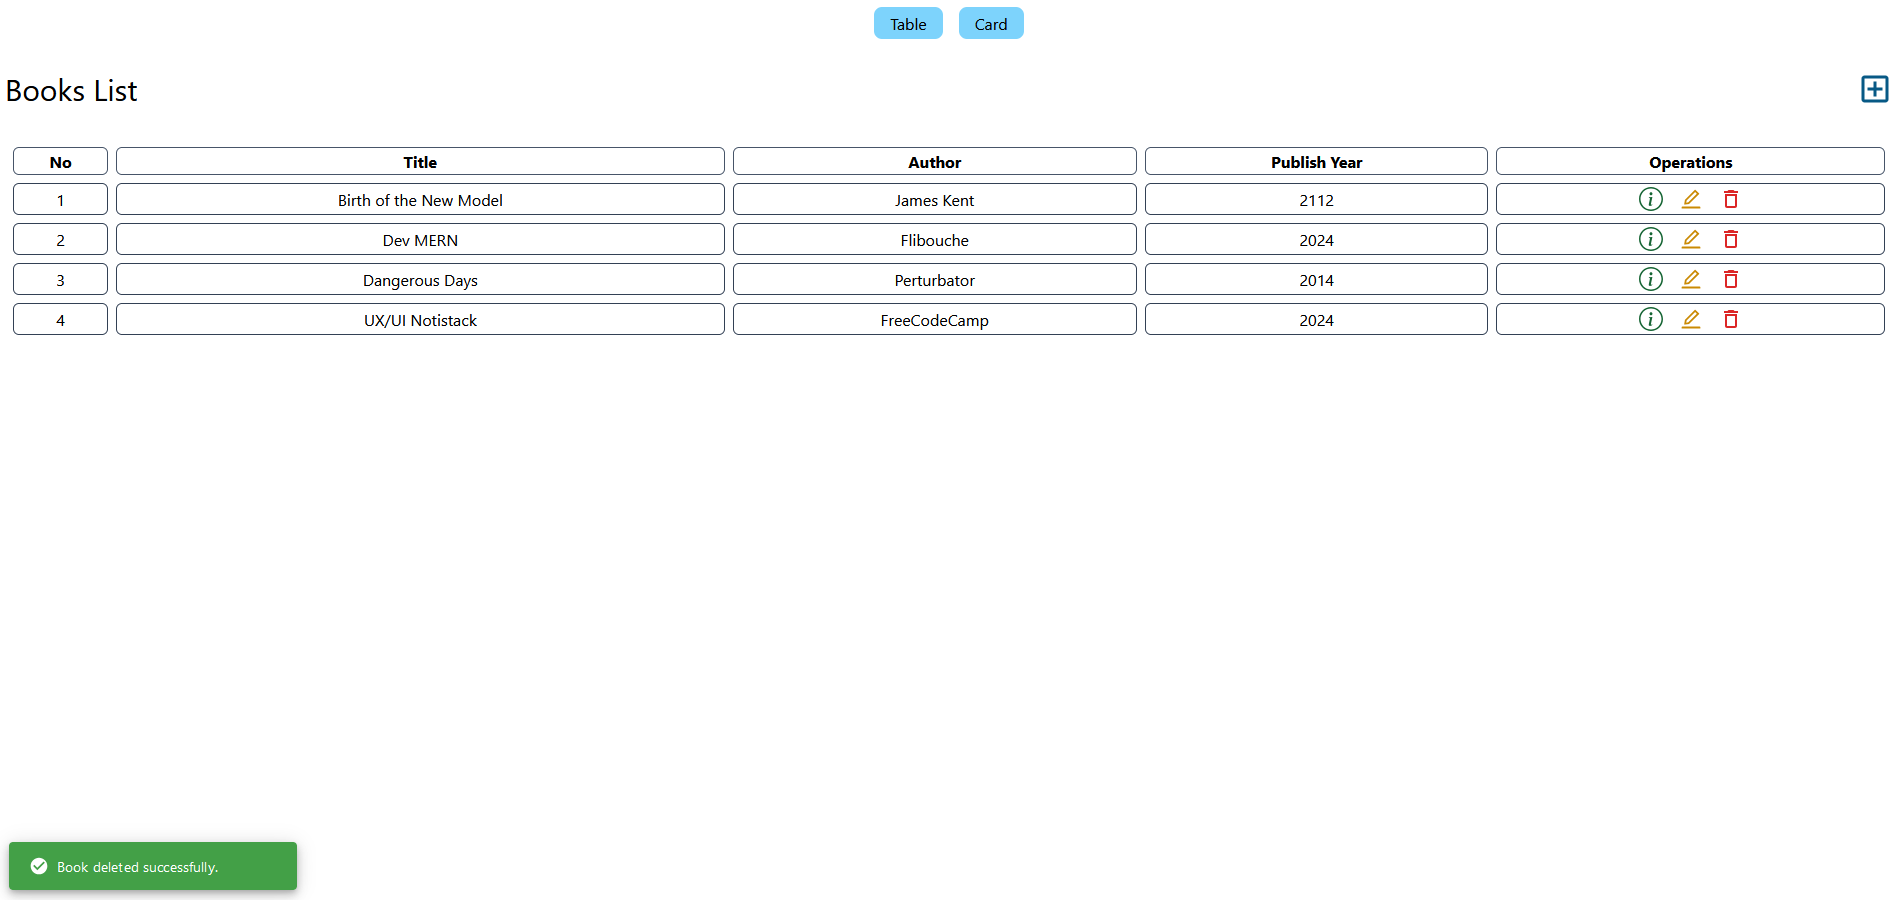 Table Card
Books List
No Title Author Publish Year Operations
1 Birth of the New Model James Kent 2112
2 Dev MERN Flibouche 2024
3 Dangerous Days Perturbator 2014
4 UX/UI Notistack FreeCodeCamp 2024
Book deleted successfully.